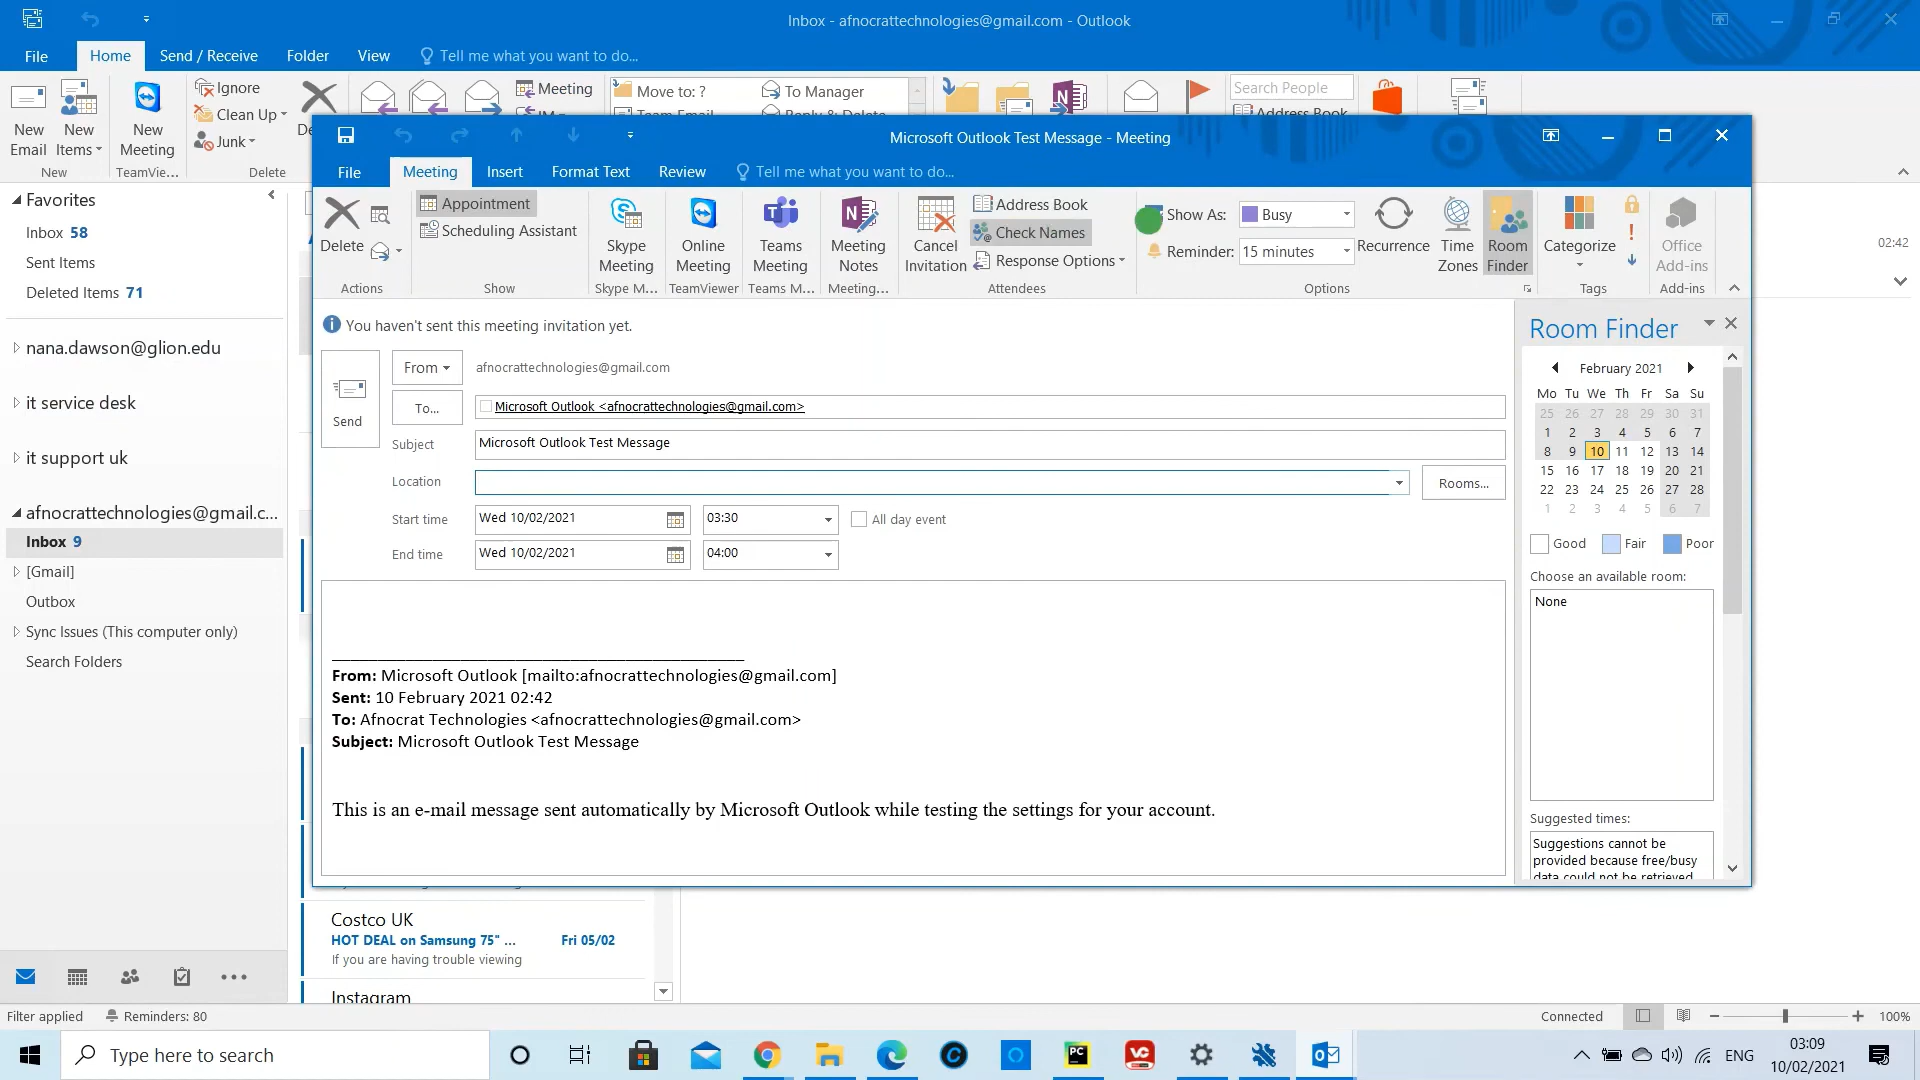 Inbox - afnocrattechnologies@gmail.com - Outlook
File Home Send / Receive Folder View Tell me what you want to do...
New Email
New Items
New Meeting
Ignore
Clean Up
Junk
Meeting
Move to: ?
To Manager
Team Email
Reply & Delete
Search People
Address Book
New
TeamVie...
Delete
Microsoft Outlook Test Message - Meeting
File Meeting Insert Format Text Review Tell me what you want to do...
Delete
Appointment
Scheduling Assistant
Skype Meeting
Online Meeting
Teams Meeting
Meeting Notes
Cancel Invitation
Address Book
Check Names
Response Options
Show As: Busy
Reminder: 15 minutes
Recurrence
Time Zones
Room Finder
Categorize
Office Add-ins
Actions Show Skype M... TeamViewer Teams M... Meeting... Attendees Options Tags Add-ins
You haven't sent this meeting invitation yet.
Send
From afnocrattechnologies@gmail.com
To... Microsoft Outlook <afnocrattechnologies@gmail.com>
Subject Microsoft Outlook Test Message
Location Rooms...
Start time Wed 10/02/2021 03:30 All day event
End time Wed 10/02/2021 04:00
From: Microsoft Outlook [mailto:afnocrattechnologies@gmail.com]
Sent: 10 February 2021 02:42
To: Afnocrat Technologies <afnocrattechnologies@gmail.com>
Subject: Microsoft Outlook Test Message
This is an e-mail message sent automatically by Microsoft Outlook while testing the settings for your account.
Room Finder
February 2021
Mo Tu We Th Fr Sa Su
25 26 27 28 29 30 31
1 2 3 4 5 6 7
8 9 10 11 12 13 14
15 16 17 18 19 20 21
22 23 24 25 26 27 28
1 2 3 4 5 6 7
Good Fair Poor
Choose an available room:
None
Suggested times:
Suggestions cannot be
provided because free/busy
data could not be retrieved
02:42
Favorites
Inbox 58
Sent Items
Deleted Items 71
nana.dawson@glion.edu
it service desk
it support uk
afnocrattechnologies@gmail.c...
Inbox 9
[Gmail]
Outbox
Sync Issues (This computer only)
Search Folders
Costco UK
HOT DEAL on Samsung 75" ... Fri 05/02
If you are having trouble viewing
Instagram
Filter applied Reminders: 80 Connected 100%
Type here to search
PC
VC
ENG
03:09
10/02/2021